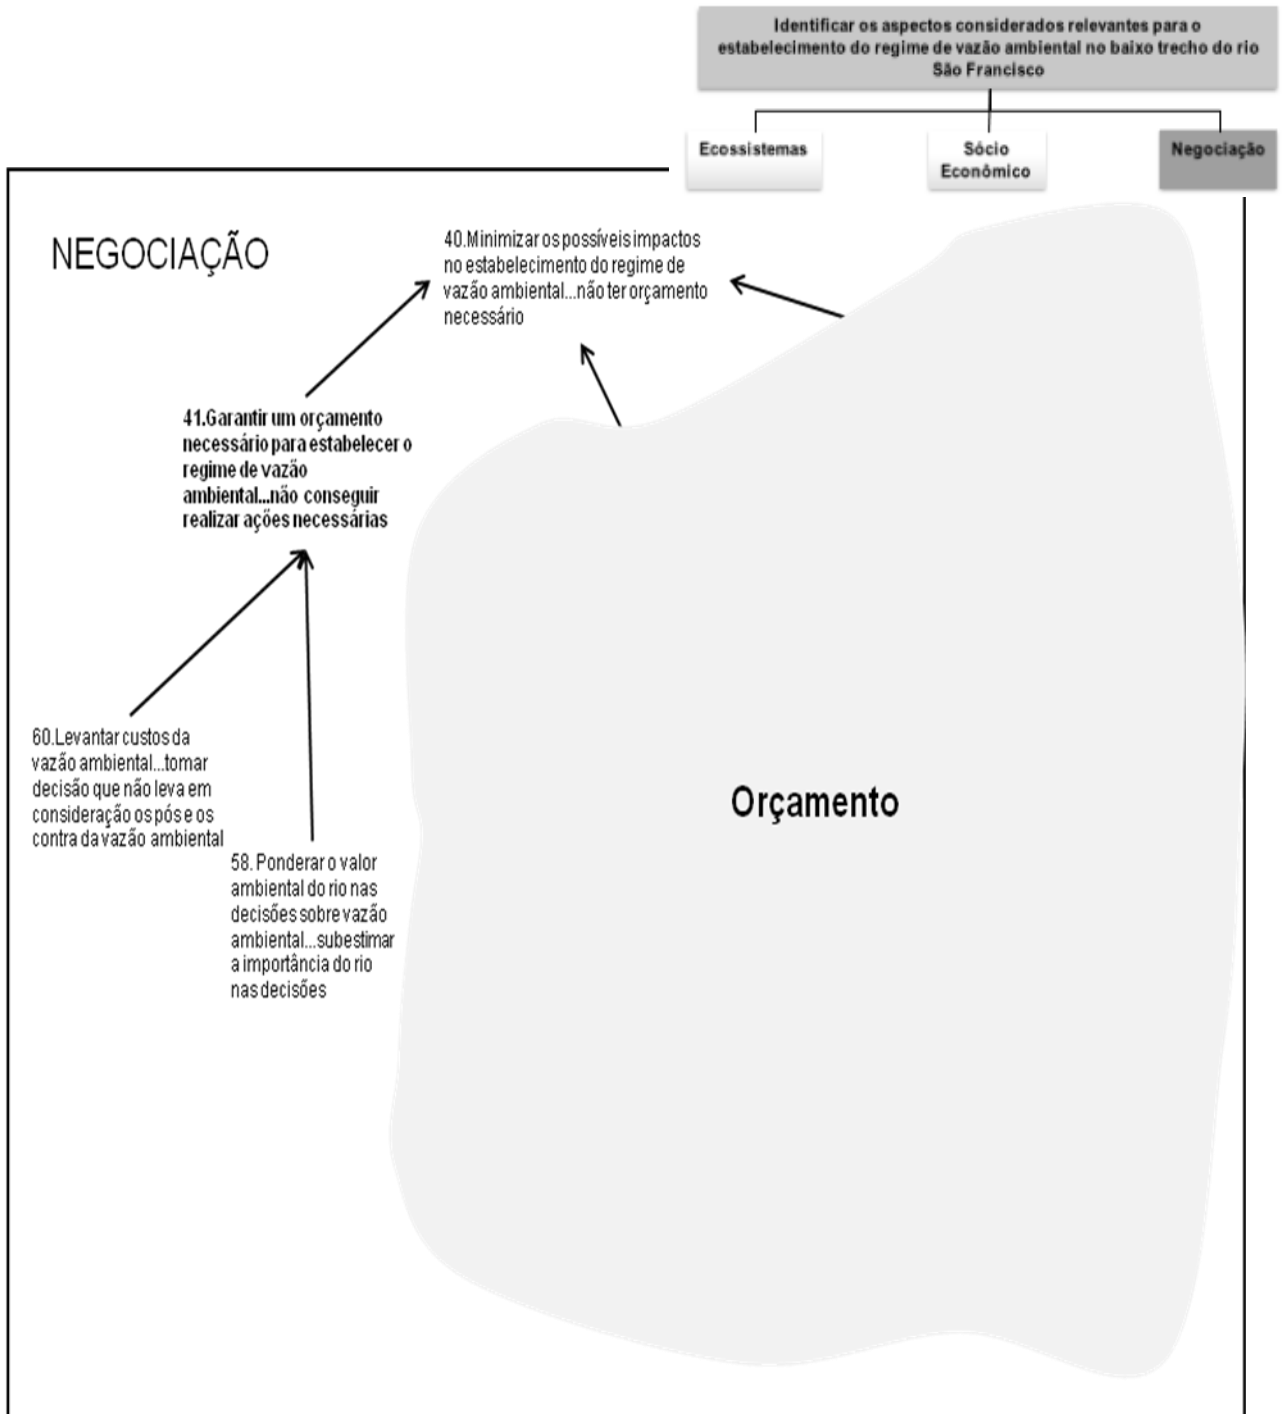 Identificar os aspectos considerados relevantes para o
estabelecimento do regime de vazão ambiental no baixo trecho do rio
São Francisco
Ecossistemas
Sócio
Econômico
Negociação
NEGOCIAÇÃO
40.Minimizar os possíveis impactos
no estabelecimento do regime de
vazão ambiental...não ter orçamento
necessário
41.Garantir um orçamento
necessário para estabelecer o
regime de vazão
ambiental...não conseguir
realizar ações necessárias
60.Levantar custos da
vazão ambiental...tomar
decisão que não leva em
consideração os pós e os
contra da vazão ambiental
58. Ponderar o valor
ambiental do rio nas
decisões sobre vazão
ambiental...subestimar
a importância do rio
nas decisões
Orçamento